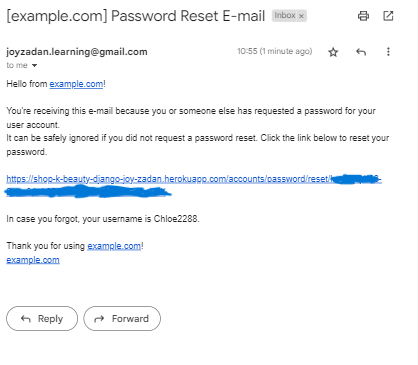 [example.com] Password Reset E-mail Inbox x
joyzadan.learning@gmail.com 10:55 (1 minute ago)
to me
Hello from example.com!
You're receiving this e-mail because you or someone else has requested a password for your
user account.
It can be safely ignored if you did not request a password reset. Click the link below to reset your
password.
https://shop-k-beauty-django-joy-zadan.herokuapp.com/accounts/password/reset/
In case you forgot, your username is Chloe2288.
Thank you for using example.com!
example.com
Reply Forward